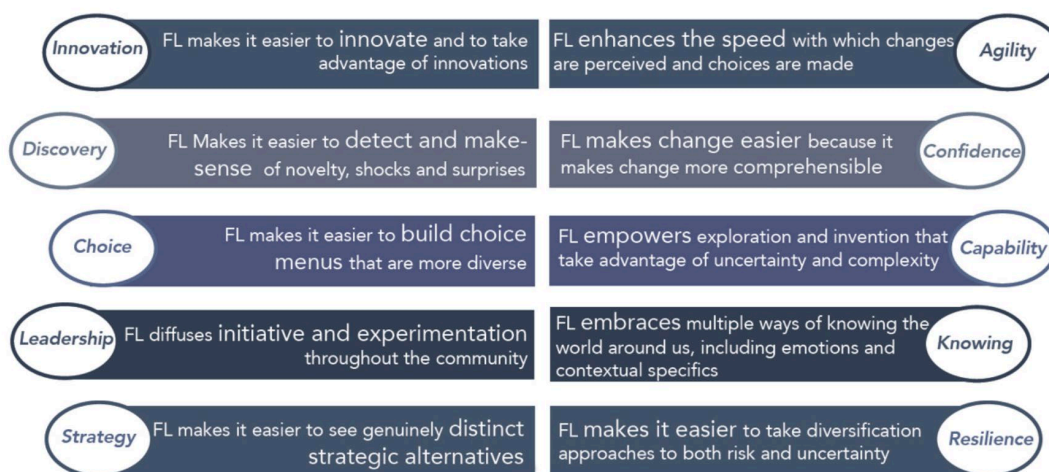 Innovation
FL makes it easier to innovate and to take
advantage of innovations
FL enhances the speed with which changes
are perceived and choices are made
Agility
Discovery
FL Makes it easier to detect and make-
sense of novelty, shocks and surprises
FL makes change easier because it
makes change more comprehensible
Confidence
Choice
FL makes it easier to build choice
menus that are more diverse
FL empowers exploration and invention that
take advantage of uncertainty and complexity
Capability
Leadership
FL diffuses initiative and experimentation
throughout the community
FL embraces multiple ways of knowing the
world around us, including emotions and
contextual specifics
Knowing
Strategy
FL makes it easier to see genuinely distinct
strategic alternatives
FL makes it easier to take diversification
approaches to both risk and uncertainty
Resilience